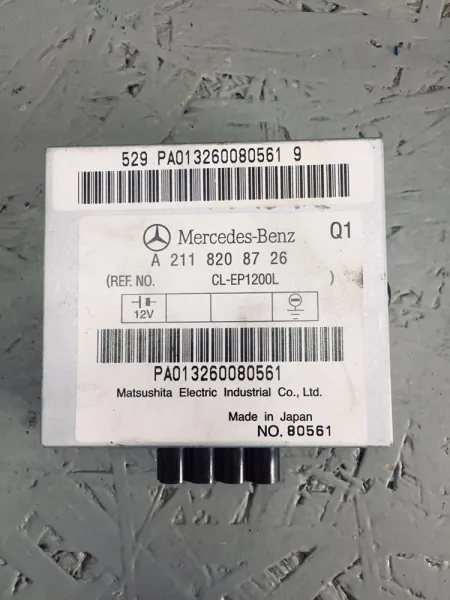 529 PA013260080561 9
Mercedes-Benz Q1
A 211 820 87 26
(REF. NO. CL-EP1200L )
12V
PA013260080561
Matsushita Electric Industrial Co., Ltd.
Made in Japan
NO. 80561